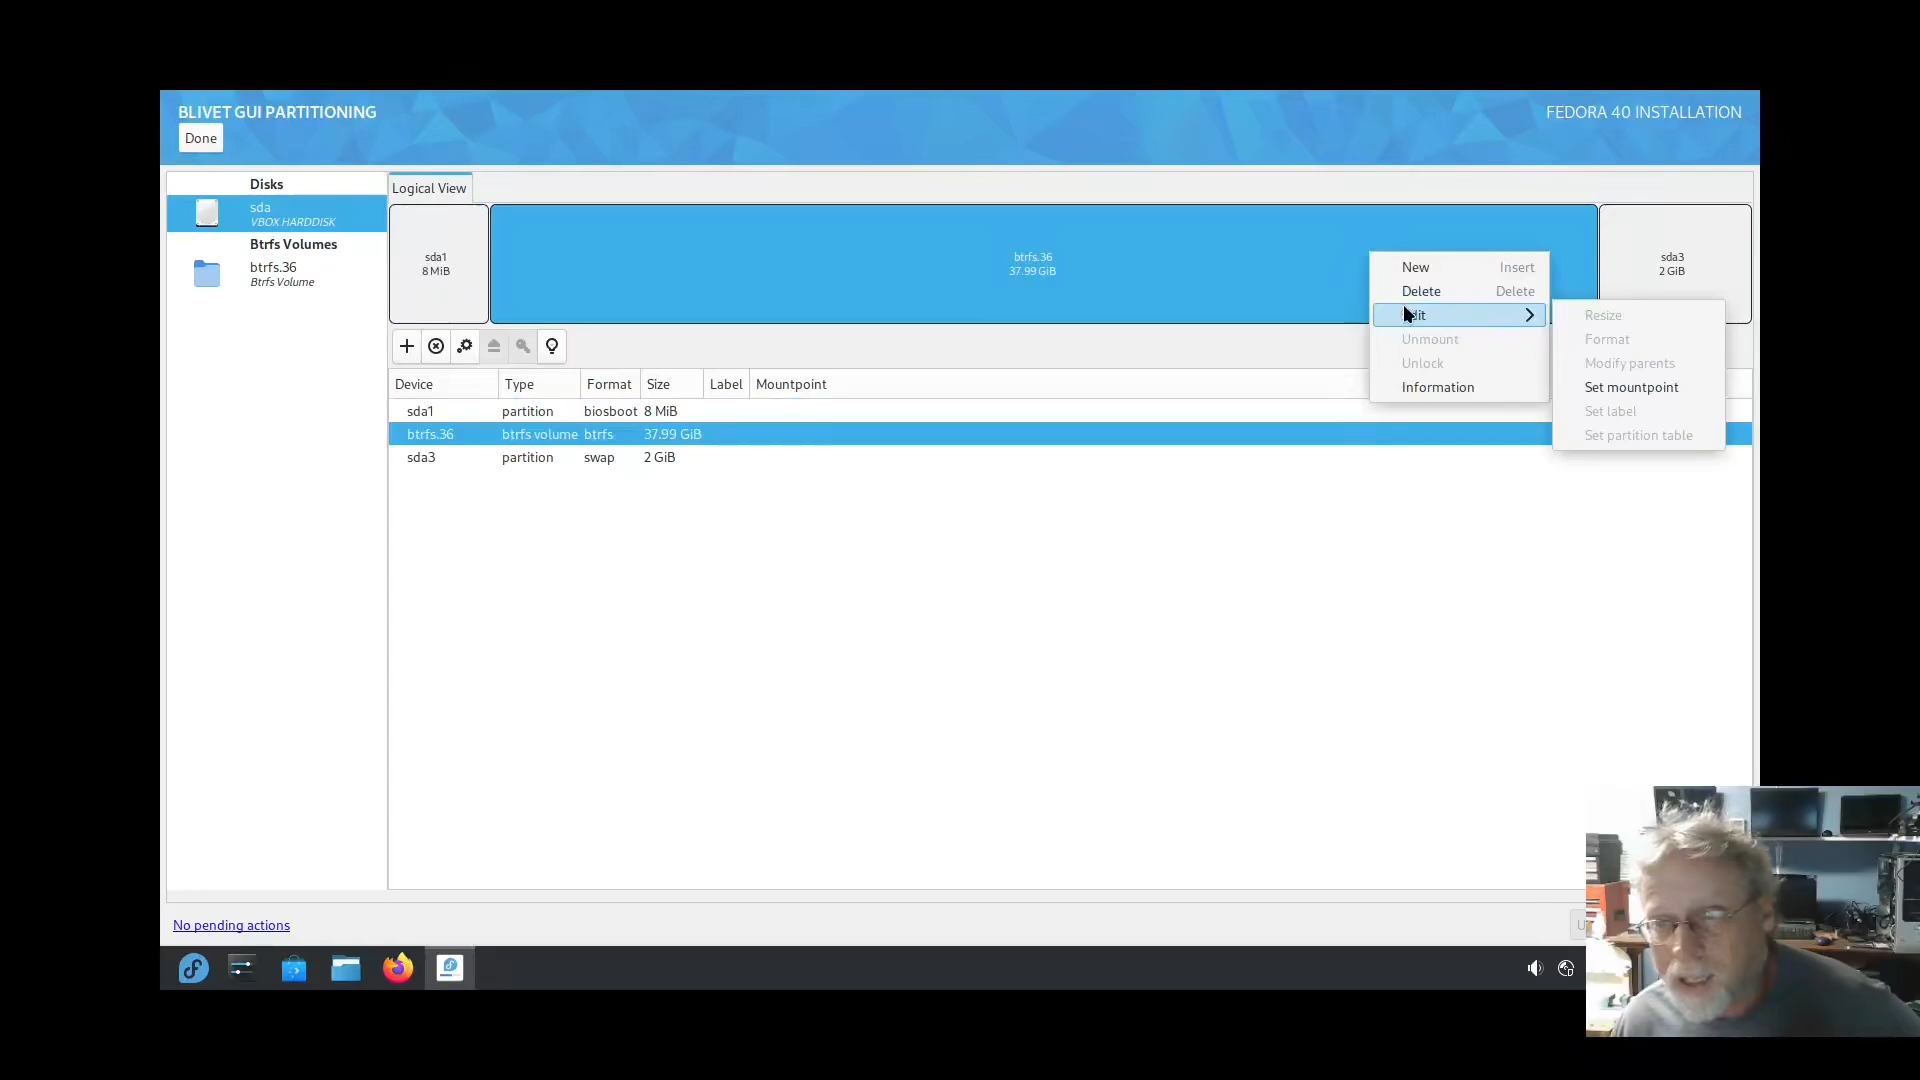 BLIVET GUI PARTITIONING
FEDORA 40 INSTALLATION
Done
Disks
sda
VBOX HARDDISK
Btrfs Volumes
btrfs.36
Btrfs Volume
Logical View
sda1
8 MiB
btrfs.36
37.99 GiB
sda3
2 GiB
New Insert
Delete Delete
Unmount
Unlock
Information
Resize
Format
Modify parents
Set mountpoint
Set label
Set partition table
Device Type Format Size Label Mountpoint
sda1 partition biosboot 8 MiB
btrfs.36 btrfs volume btrfs 37.99 GiB
sda3 partition swap 2 GiB
No pending actions